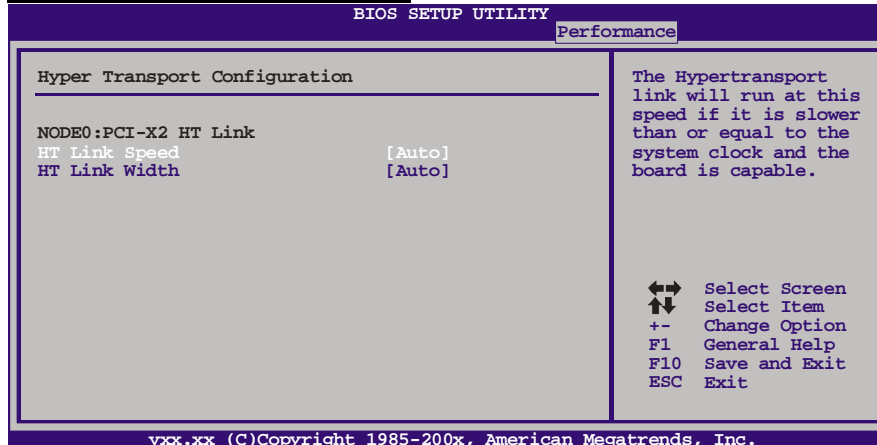 BIOS SETUP UTILITY
Performance
Hyper Transport Configuration
NODE0:PCI-X2 HT Link
HT Link Speed [Auto]
HT Link Width [Auto]
The Hypertransport
link will run at this
speed if it is slower
than or equal to the
system clock and the
board is capable.
Select Screen
Select Item
+- Change Option
F1 General Help
F10 Save and Exit
ESC Exit
vxx.xx (C)Copyright 1985-200x, American Megatrends, Inc.